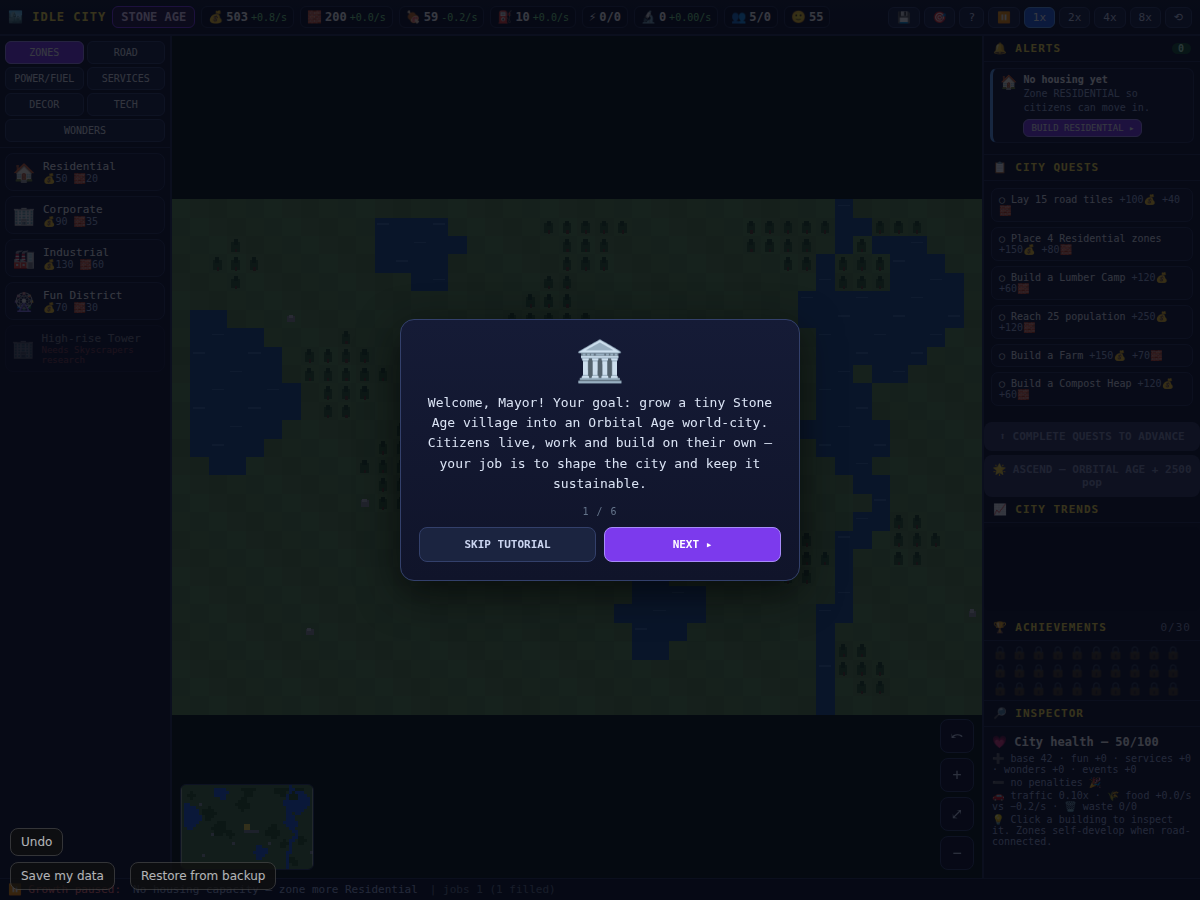 IDLE CITY STONE AGE 503 +0.8/s 200 +0.0/s 59 -0.2/s 10 +0.0/s 0/0 0 +0.00/s 5/0 55 ? 1x 2x 4x 8x
ZONES ROAD
POWER/FUEL SERVICES
DECOR TECH
WONDERS
Residential
50 20
Corporate
90 35
Industrial
130 60
Fun District
70 30
High-rise Tower
Needs Skyscrapers
research
Welcome, Mayor! Your goal: grow a tiny Stone
Age village into an Orbital Age world-city.
Citizens live, work and build on their own —
your job is to shape the city and keep it
sustainable.
1 / 6
SKIP TUTORIAL NEXT ▸
ALERTS 0
No housing yet
Zone RESIDENTIAL so
citizens can move in.
BUILD RESIDENTIAL ▸
CITY QUESTS
○ Lay 15 road tiles +100 +40
○ Place 4 Residential zones
+150 +80
○ Build a Lumber Camp +120
+60
○ Reach 25 population +250
+120
○ Build a Farm +150 +70
○ Build a Compost Heap +120
+60
⬆ COMPLETE QUESTS TO ADVANCE
ASCEND — ORBITAL AGE + 2500
pop
CITY TRENDS
ACHIEVEMENTS 0/30
INSPECTOR
City health — 50/100
base 42 · fun +0 · services +0
· wonders +0 · events +0
no penalties
traffic 0.10x · food +0.0/s
vs −0.2/s · waste 0/0
Click a building to inspect
it. Zones self-develop when road-
connected.
+
−
Undo
Save my data Restore from backup
Growth paused: No housing capacity — zone more Residential | jobs 1 (1 filled)